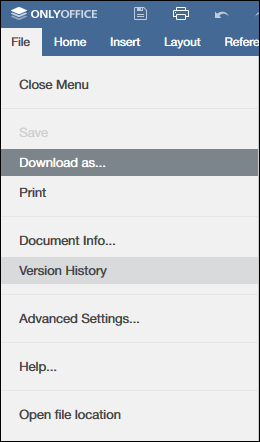 ONLYOFFICE
File Home Insert Layout Refere
Close Menu
Save
Download as...
Print
Document Info...
Version History
Advanced Settings...
Help...
Open file location